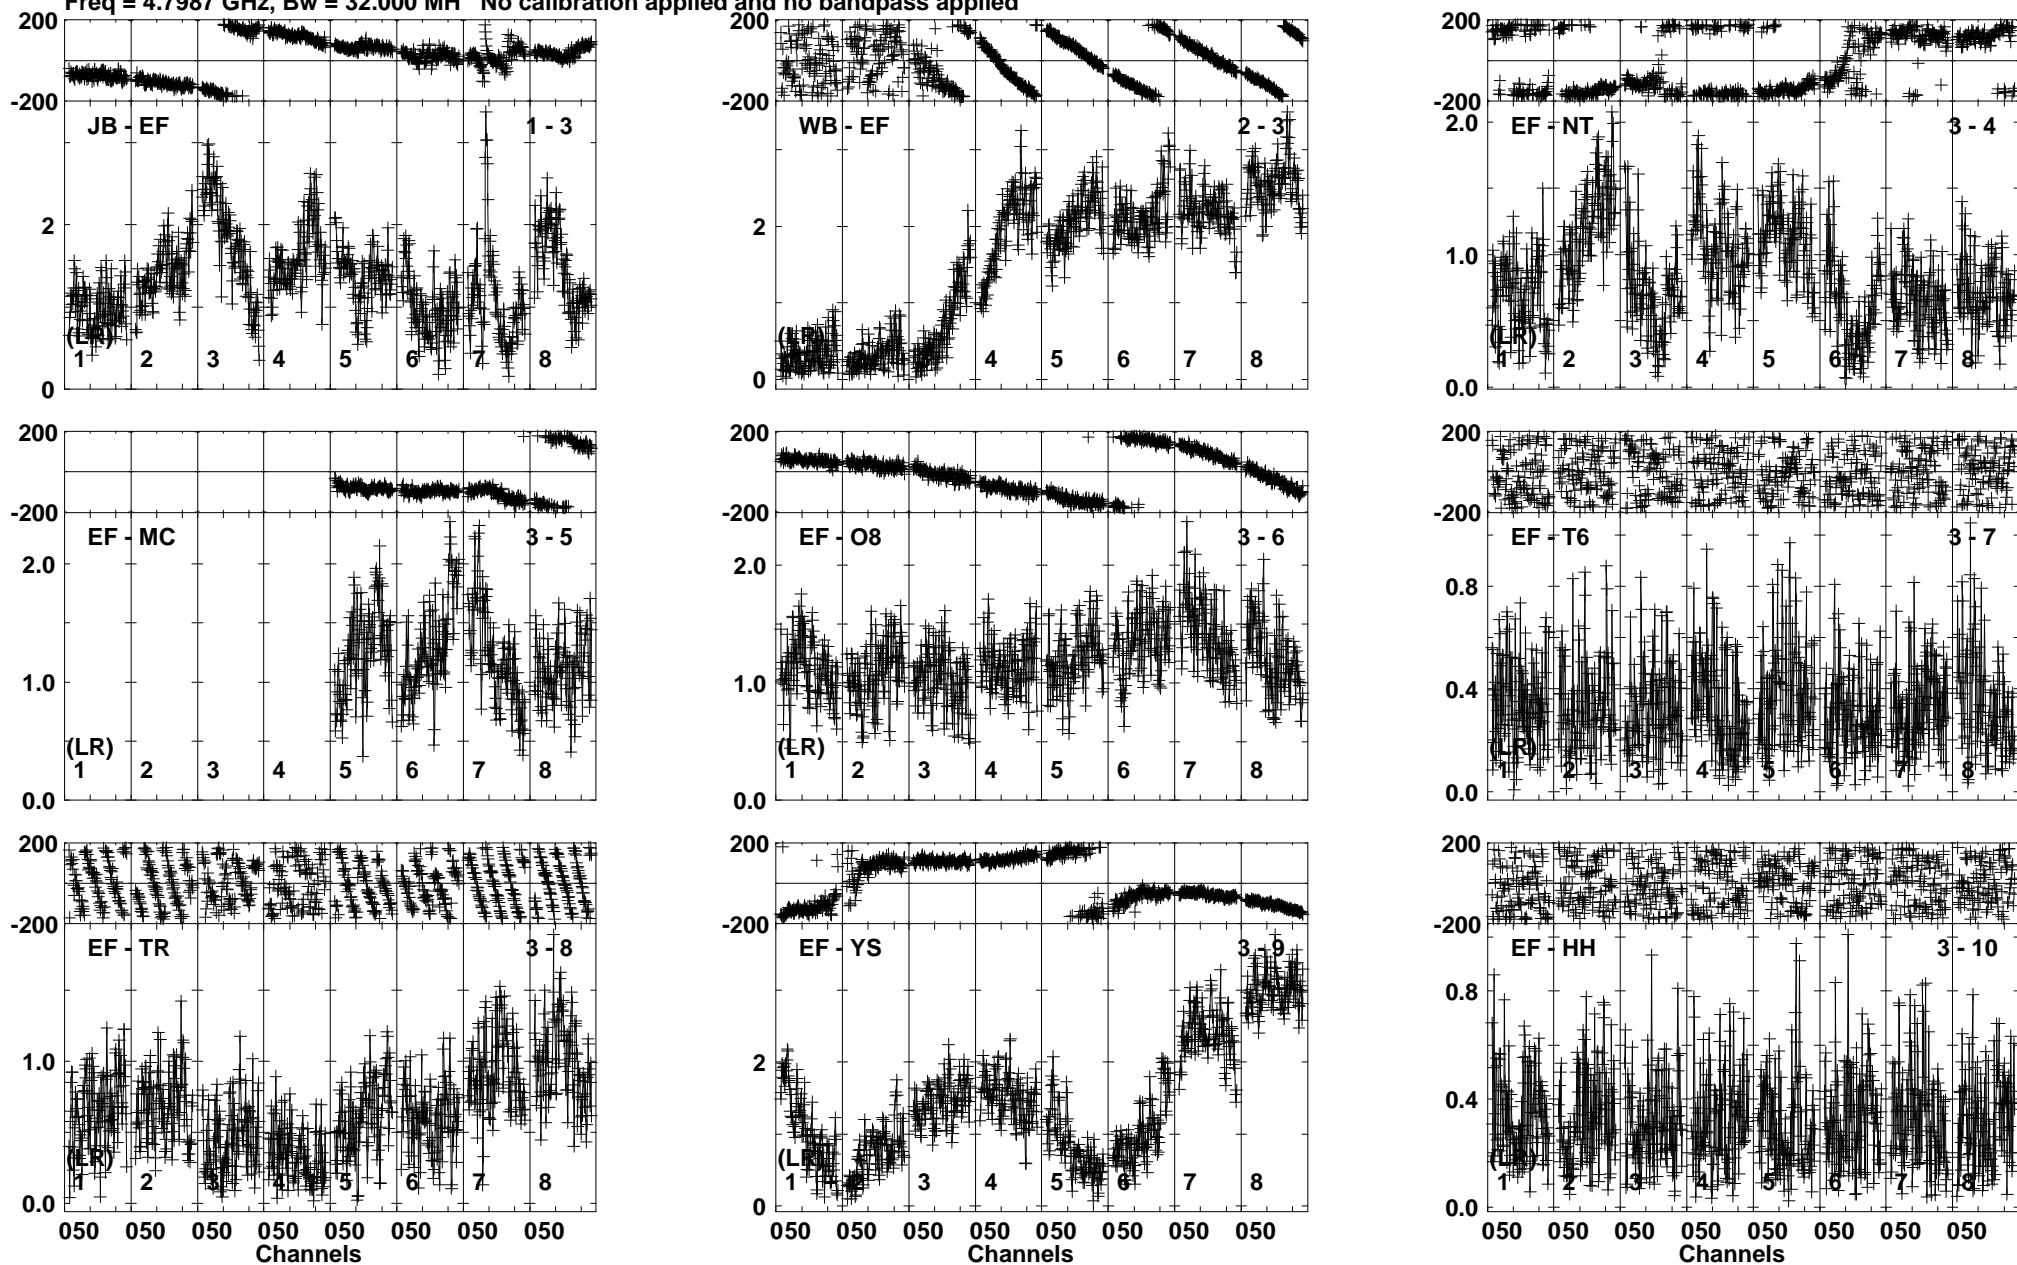 Freq = 4.7987 GHz, Bw = 32.000 MH No calibration applied and no bandpass applied
200
-200
JB - EF 1 - 3
2
(LR)
1 2 3 4 5 6 7 8
0
200
-200
WB - EF 2 - 3
2
(LR)
4 5 6 7 8
0
200
-200
EF - NT 3 - 4
2.0
1.0
(LR)
1 2 3 4 5 6 7 8
0.0
200
-200
EF - MC 3 - 5
2.0
1.0
(LR)
1 2 3 4 5 6 7 8
0.0
200
-200
EF - O8 3 - 6
2.0
1.0
(LR)
1 2 3 4 5 6 7 8
0.0
200
-200
EF - T6 3 - 7
0.8
0.4
(LR)
1 2 3 4 5 6 7 8
0.0
200
-200
EF - TR 3 - 8
1.0
(LR)
1 2 3 4 5 6 7 8
0.0
050 050 050 050 050 050 050 050
Channels
200
-200
EF - YS 3 - 9
2
(LR)
1 2 3 4 5 6 7 8
0
050 050 050 050 050 050 050 050
Channels
200
-200
EF - HH 3 - 10
0.8
0.4
(LR)
1 2 3 4 5 6 7 8
0.0
050 050 050 050 050 050 050 050
Channels